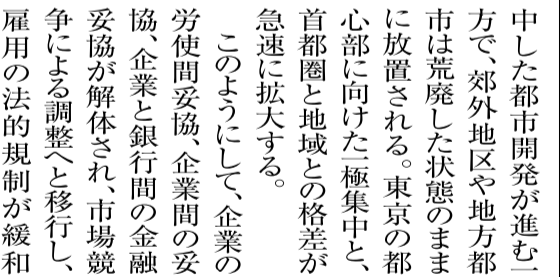 中した都市開発が進む一
方で、郊外地区や地方都
市は荒廃した状態のまま
に放置される。東京の都
心部に向けた一極集中と、
首都圏と地域との格差が
急速に拡大する。
このようにして、企業の
労使間妥協、企業間の妥
協、企業と銀行間の金融
妥協が解体され、市場競
争による調整へと移行し、
雇用の法的規制が緩和